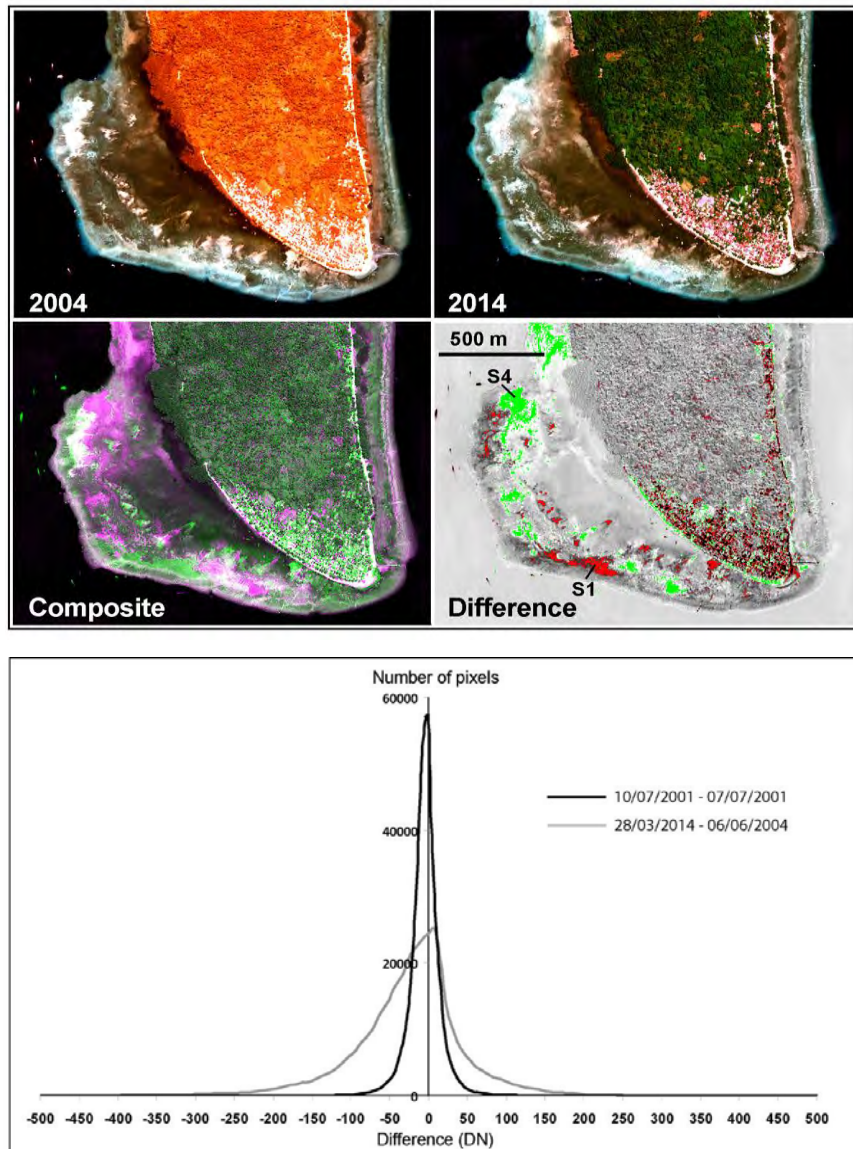 2004
2014
Composite
500 m
S4
S1
Difference
Number of pixels
60000
40000
20000
0
10/07/2001 - 07/07/2001
28/03/2014 - 06/06/2004
-500 -450 -400 -350 -300 -250 -200 -150 -100 -50 0 50 100 150 200 250 300 350 400 450 500
Difference (DN)